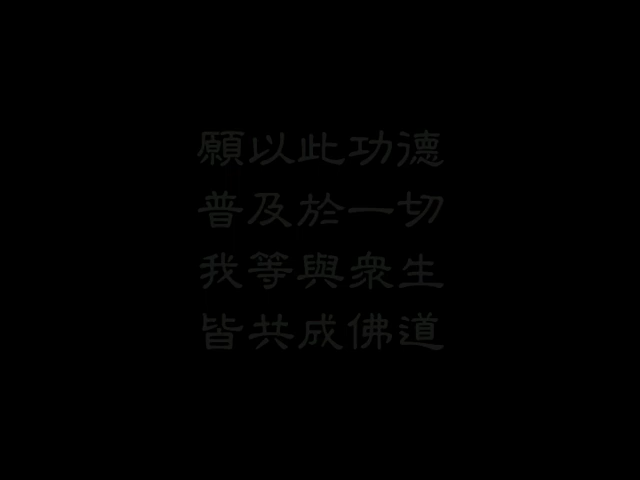 願以此功德
普及於一切
我等與衆生
皆共成佛道